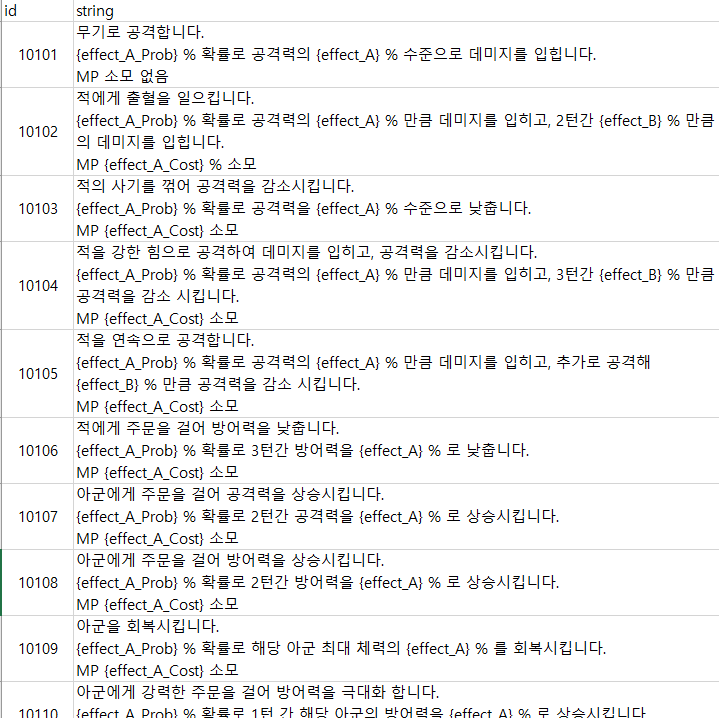 id string
10101
무기로 공격합니다.
{effect_A_Prob} % 확률로 공격력의 {effect_A} % 수준으로 데미지를 입힙니다.
MP 소모 없음
10102
적에게 출혈을 일으킵니다.
{effect_A_Prob} % 확률로 공격력의 {effect_A} % 만큼 데미지를 입히고, 2턴간 {effect_B} % 만큼
의 데미지를 입힙니다.
MP {effect_A_Cost} % 소모
10103
적의 사기를 꺾어 공격력을 감소시킵니다.
{effect_A_Prob} % 확률로 공격력을 {effect_A} % 수준으로 낮춥니다.
MP {effect_A_Cost} 소모
10104
적을 강한 힘으로 공격하여 데미지를 입히고, 공격력을 감소시킵니다.
{effect_A_Prob} % 확률로 공격력의 {effect_A} % 만큼 데미지를 입히고, 3턴간 {effect_B} % 만큼
공격력을 감소 시킵니다.
MP {effect_A_Cost} 소모
10105
적을 연속으로 공격합니다.
{effect_A_Prob} % 확률로 공격력의 {effect_A} % 만큼 데미지를 입히고, 추가로 공격해
{effect_B} % 만큼 공격력을 감소 시킵니다.
MP {effect_A_Cost} 소모
10106
적에게 주문을 걸어 방어력을 낮춥니다.
{effect_A_Prob} % 확률로 3턴간 방어력을 {effect_A} % 로 낮춥니다.
MP {effect_A_Cost} 소모
10107
아군에게 주문을 걸어 공격력을 상승시킵니다.
{effect_A_Prob} % 확률로 2턴간 공격력을 {effect_A} % 로 상승시킵니다.
MP {effect_A_Cost} 소모
10108
아군에게 주문을 걸어 방어력을 상승시킵니다.
{effect_A_Prob} % 확률로 2턴간 방어력을 {effect_A} % 로 상승시킵니다.
MP {effect_A_Cost} 소모
10109
아군을 회복시킵니다.
{effect_A_Prob} % 확률로 해당 아군 최대 체력의 {effect_A} % 를 회복시킵니다.
MP {effect_A_Cost} 소모
10110
아군에게 강력한 주문을 걸어 방어력을 극대화 합니다.
{effect_A_Prob} % 확률로 1턴 간 해당 아군의 방어력을 {effect_A} % 로 상승시킵니다